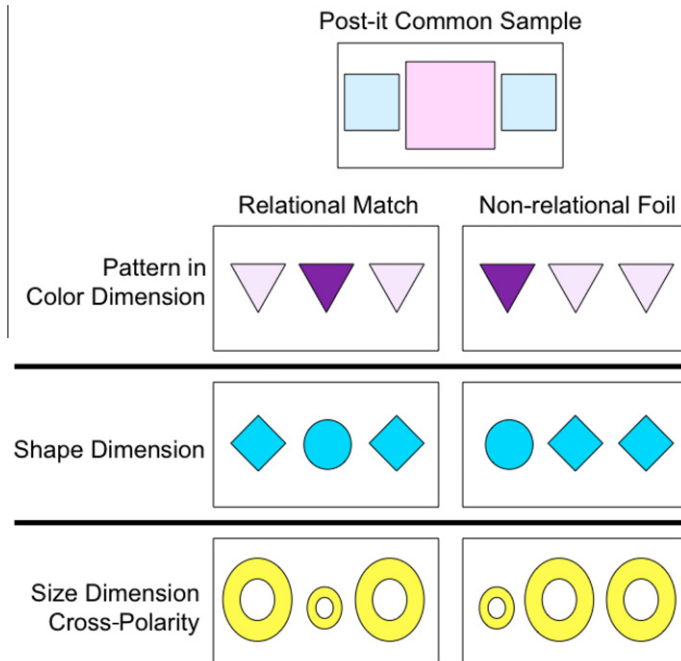 Post-it Common Sample
Relational Match
Non-relational Foil
Pattern in
Color Dimension
Shape Dimension
Size Dimension
Cross-Polarity